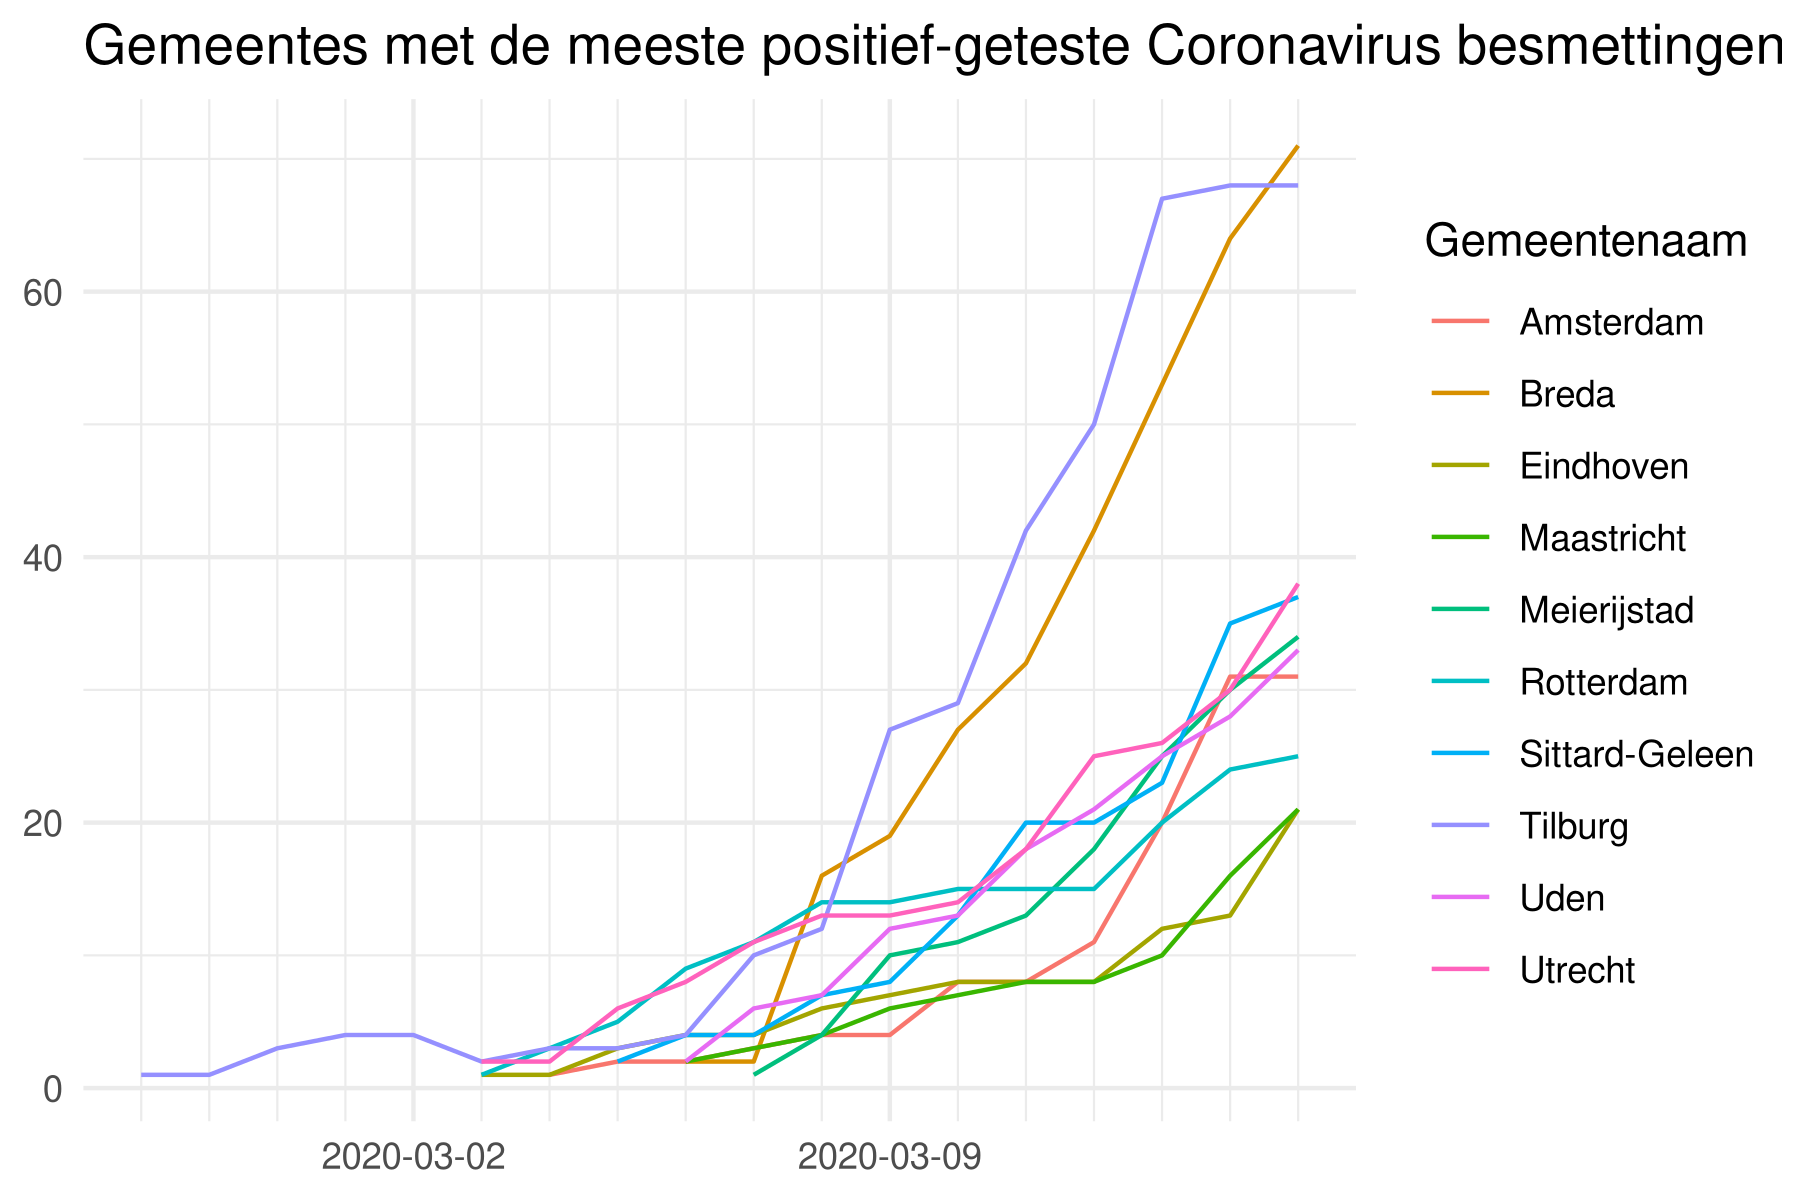 Gemeentes met de meeste positief-geteste Coronavirus besmettingen
60
40
20
0
2020-03-02
2020-03-09
Gemeentenaam
Amsterdam
Breda
Eindhoven
Maastricht
Meierijstad
Rotterdam
Sittard-Geleen
Tilburg
Uden
Utrecht